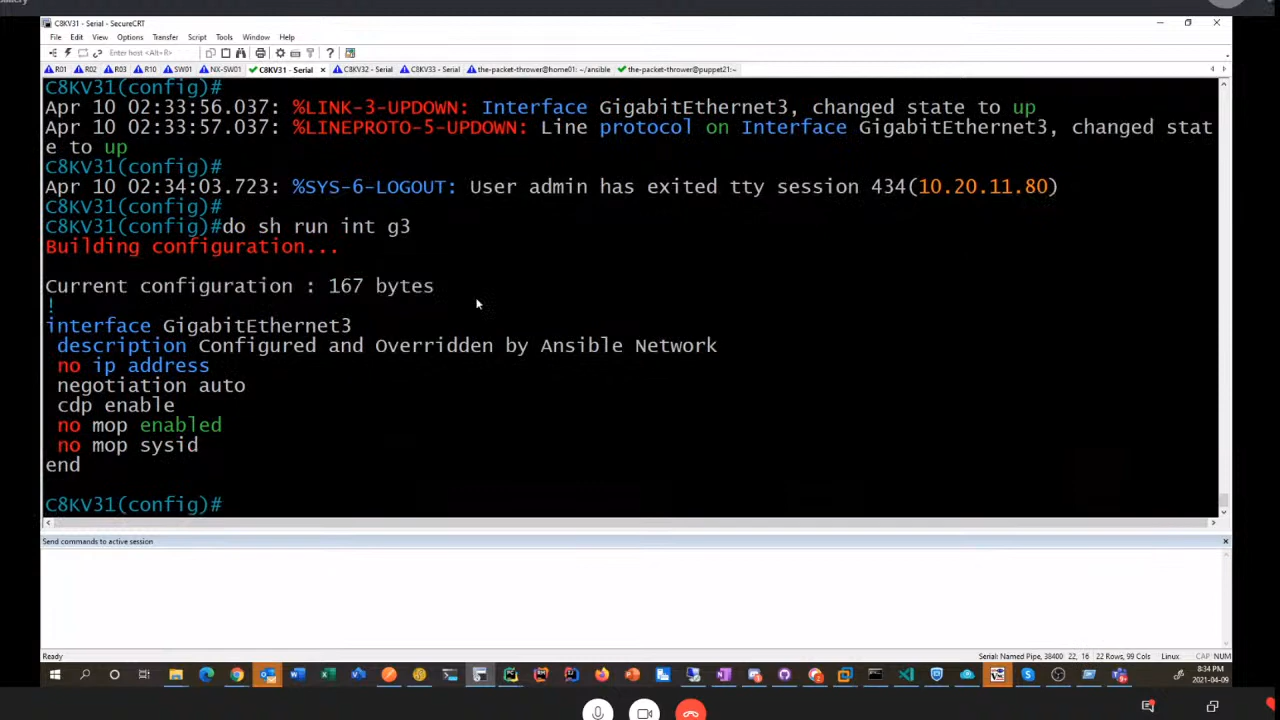 C8KV31 - Serial - SecureCRT
File Edit View Options Transfer Script Tools Window Help
Enter host <Alt+R>
R01 R02 R03 R10 SW01 NX-SW01 C8KV31 - Serial × C8KV32 - Serial C8KV33 - Serial the-packet-thrower@home01: ~/ansible the-packet-thrower@puppet21:~
C8KV31(config)#
Apr 10 02:33:56.037: %LINK-3-UPDOWN: Interface GigabitEthernet3, changed state to up
Apr 10 02:33:57.037: %LINEPROTO-5-UPDOWN: Line protocol on Interface GigabitEthernet3, changed stat
e to up
C8KV31(config)#
Apr 10 02:34:03.723: %SYS-6-LOGOUT: User admin has exited tty session 434(10.20.11.80)
C8KV31(config)#
C8KV31(config)#do sh run int g3
Building configuration...
Current configuration : 167 bytes
!
interface GigabitEthernet3
description Configured and Overridden by Ansible Network
no ip address
negotiation auto
cdp enable
no mop enabled
no mop sysid
end
C8KV31(config)#
Send commands to active session
Ready Serial: Named Pipe, 38400 22, 16 22 Rows, 99 Cols Linux CAP NUM
8:34 PM
2021-04-09